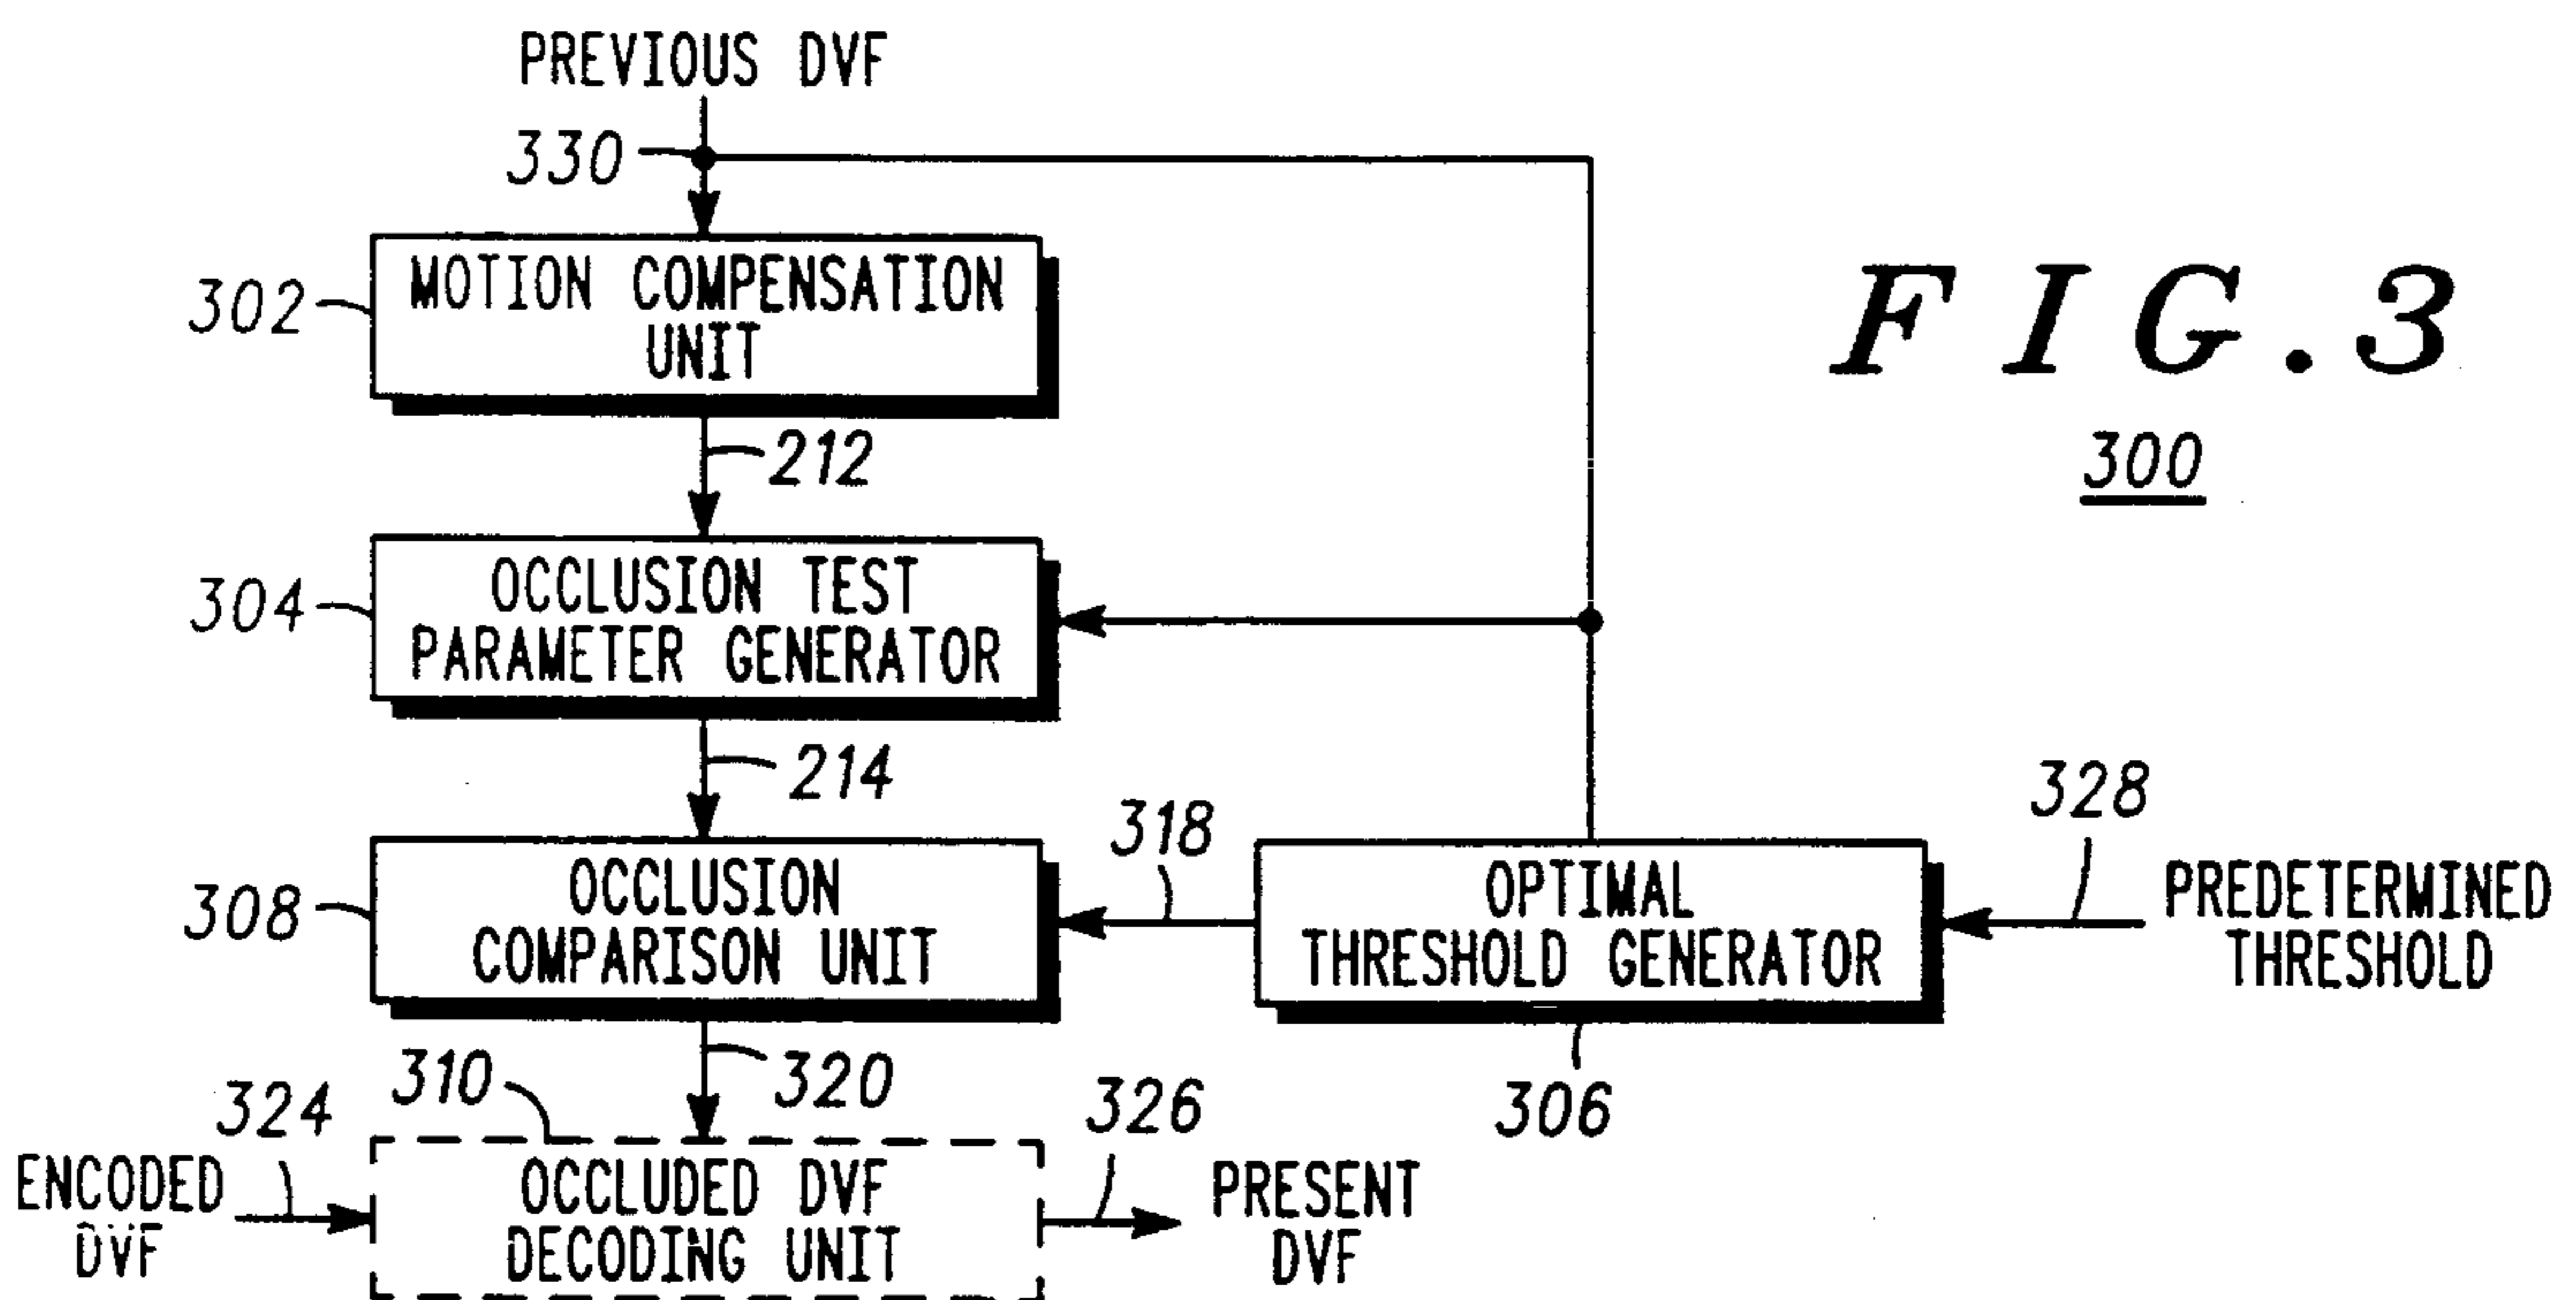 PREVIOUS DVF
330
302
MOTION COMPENSATION
UNIT
FIG.3
300
212
304
OCCLUSION TEST
PARAMETER GENERATOR
214
308
OCCLUSION
COMPARISON UNIT
318
OPTIMAL
THRESHOLD GENERATOR
328
PREDETERMINED
THRESHOLD
306
310
320
324
ENCODED
DVF
OCCLUDED DVF
DECODING UNIT
326
PRESENT
DVF